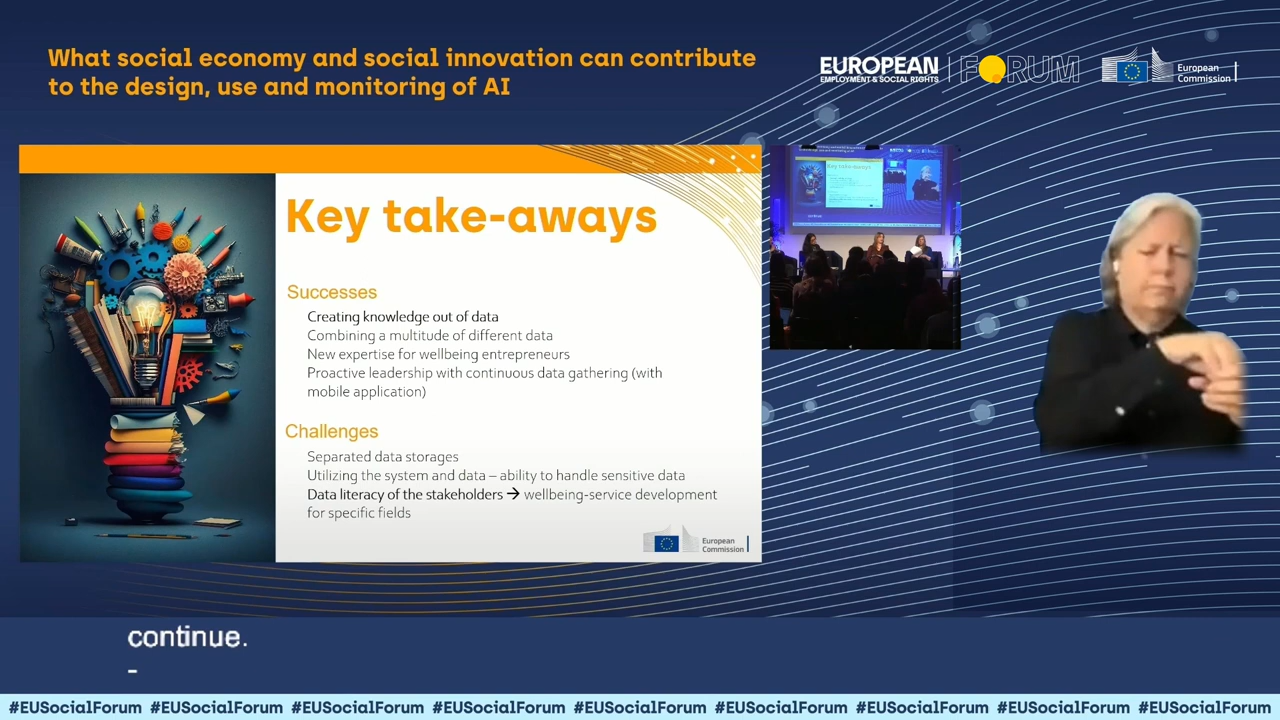 What social economy and social innovation can contribute
to the design, use and monitoring of AI
EUROPEAN
EMPLOYMENT & SOCIAL RIGHTS
FORUM
European
Commission
Key take-aways
Successes
Creating knowledge out of data
Combining a multitude of different data
New expertise for wellbeing entrepreneurs
Proactive leadership with continuous data gathering (with
mobile application)
Challenges
Separated data storages
Utilizing the system and data – ability to handle sensitive data
Data literacy of the stakeholders → wellbeing-service development
for specific fields
European
Commission
Key take-aways
continue.
-
#EUSocialForum #EUSocialForum #EUSocialForum #EUSocialForum #EUSocialForum #EUSocialForum #EUSocialForum #EUSocialForum #EUSocialForum